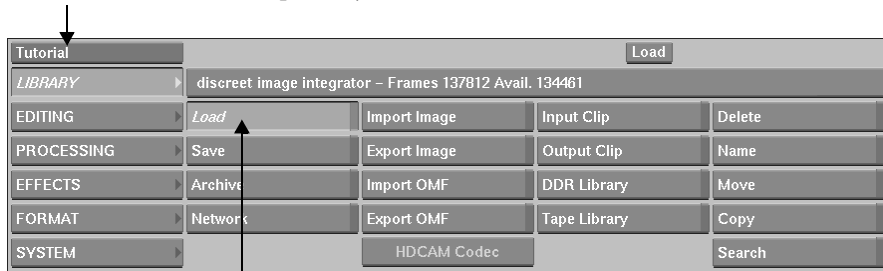 Tutorial Load
LIBRARY discreet image integrator – Frames 137812 Avail. 134461
EDITING Load Import Image Input Clip Delete
PROCESSING Save Export Image Output Clip Name
EFFECTS Archive Import OMF DDR Library Move
FORMAT Network Export OMF Tape Library Copy
SYSTEM HDCAM Codec Search